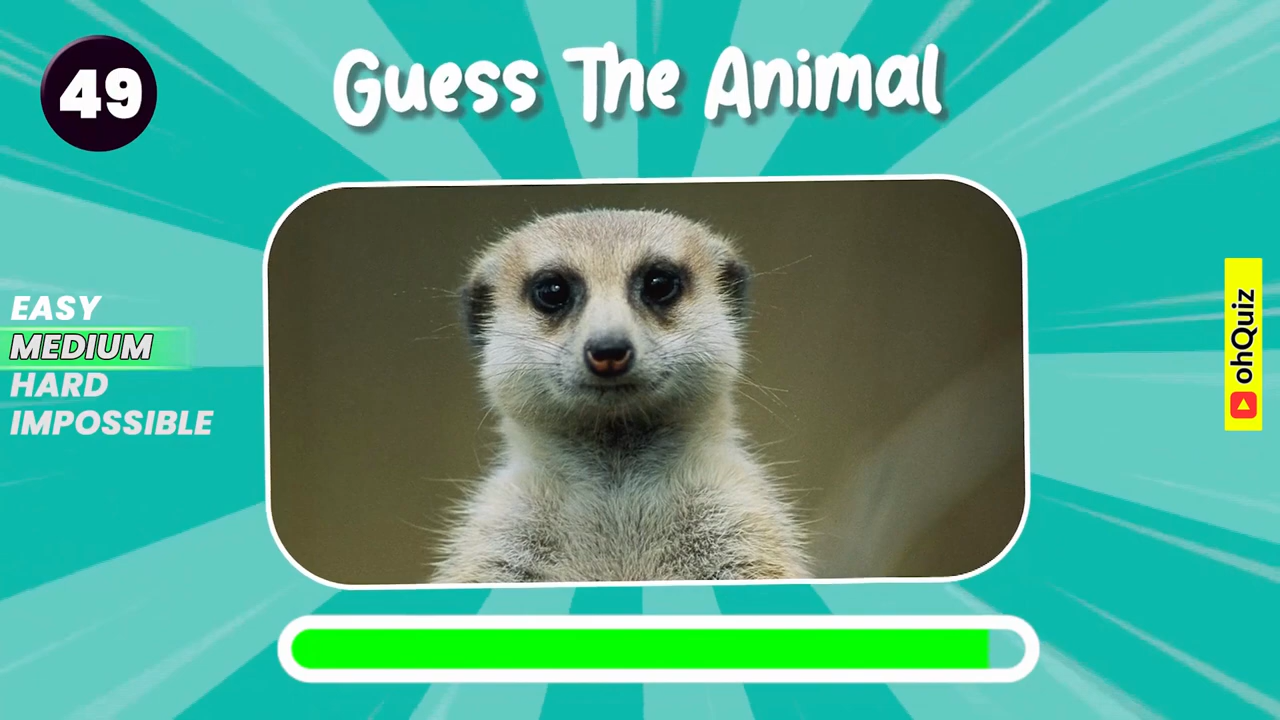 49
Guess The Animal
EASY
MEDIUM
HARD
IMPOSSIBLE
ohQuiz